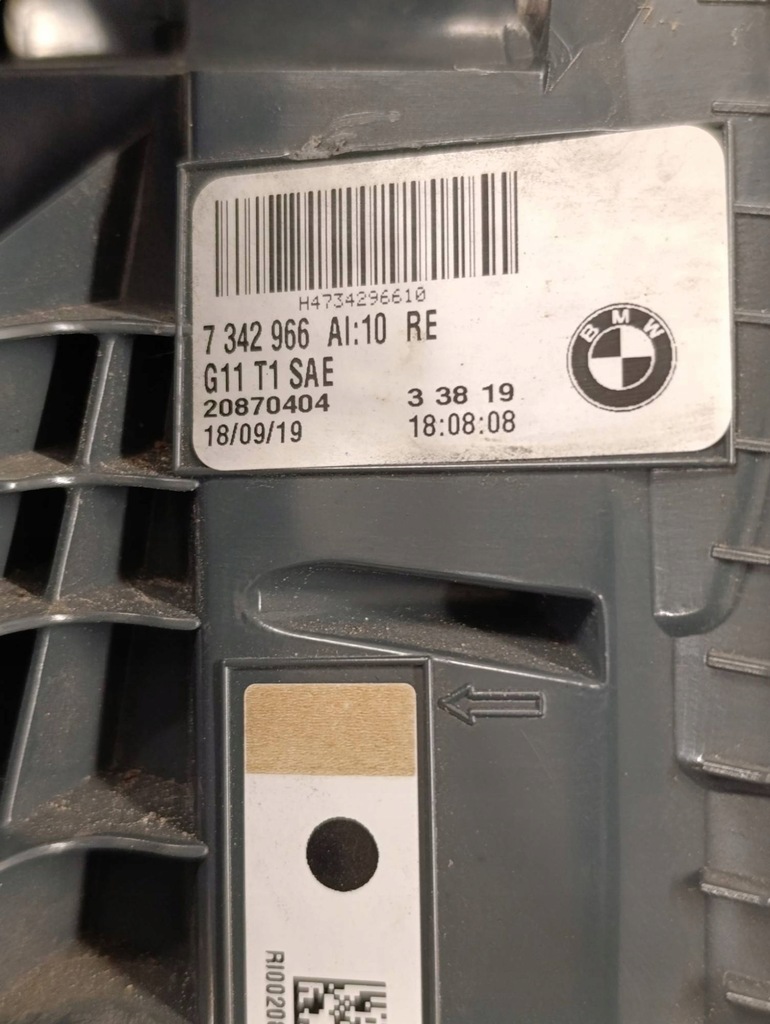 H4734296610
7 342 966 AI:10 RE
G11 T1 SAE
20870404 3 38 19
18/09/19 18:08:08
BMW